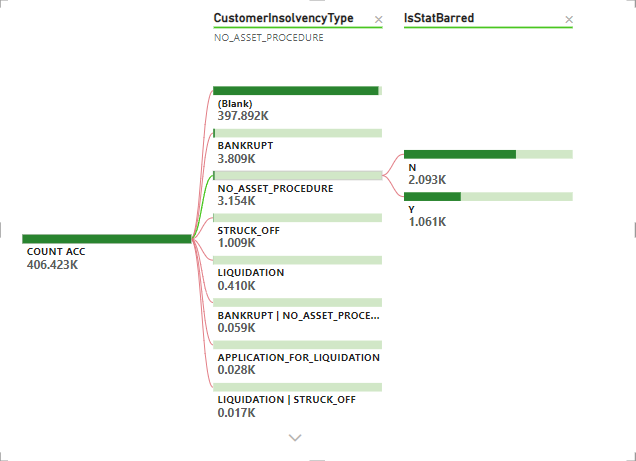 CustomerInsolvencyType
NO_ASSET_PROCEDURE
IsStatBarred
COUNT ACC
406.423K
(Blank)
397.892K
BANKRUPT
3.809K
NO_ASSET_PROCEDURE
3.154K
STRUCK_OFF
1.009K
LIQUIDATION
0.410K
BANKRUPT | NO_ASSET_PROCE...
0.059K
APPLICATION_FOR_LIQUIDATION
0.028K
LIQUIDATION | STRUCK_OFF
0.017K
N
2.093K
Y
1.061K